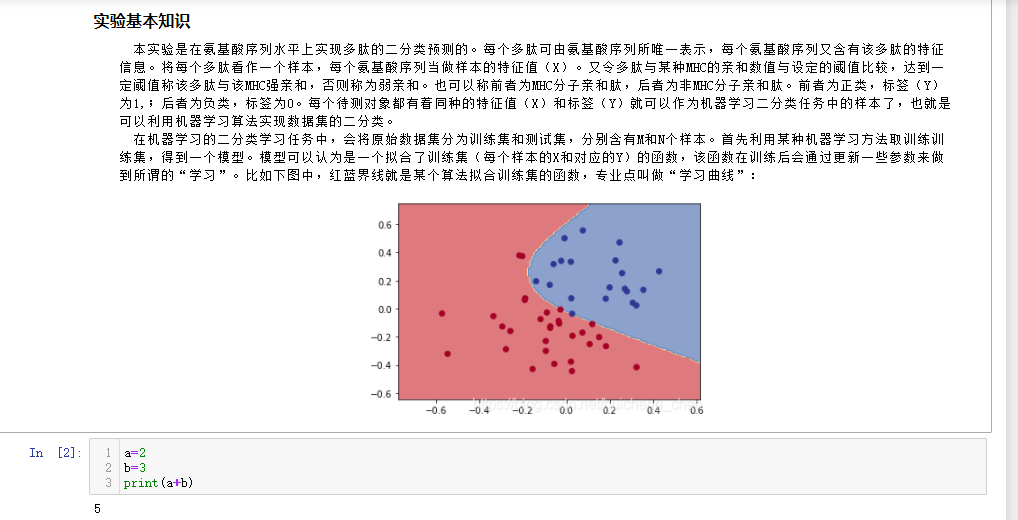 实验基本知识
本实验是在氨基酸序列水平上实现多肽的二分类预测的。每个多肽可由氨基酸序列所唯一表示，每个氨基酸序列又含有该多肽的特征
信息。将每个多肽看作一个样本，每个氨基酸序列当做样本的特征值（X）。又令多肽与某种MHC的亲和数值与设定的阈值比较，达到一
定阈值称该多肽与该MHC强亲和，否则称为弱亲和。也可以称前者为MHC分子亲和肽，后者为非MHC分子亲和肽。前者为正类，标签（Y）
为1,；后者为负类，标签为0。每个待测对象都有着同种的特征值（X）和标签（Y）就可以作为机器学习二分类任务中的样本了，也就是
可以利用机器学习算法实现数据集的二分类。
在机器学习的二分类学习任务中，会将原始数据集分为训练集和测试集，分别含有M和N个样本。首先利用某种机器学习方法取训练训
练集，得到一个模型。模型可以认为是一个拟合了训练集（每个样本的X和对应的Y）的函数，该函数在训练后会通过更新一些参数来做
到所谓的“学习”。比如下图中，红蓝界线就是某个算法拟合训练集的函数，专业点叫做“学习曲线”：
0.6
0.4
0.2
0.0
−0.2
−0.4
−0.6
−0.6 −0.4 −0.2 0.0 0.2 0.4 0.6
In [2]:
1 a=2
2 b=3
3 print(a+b)
5